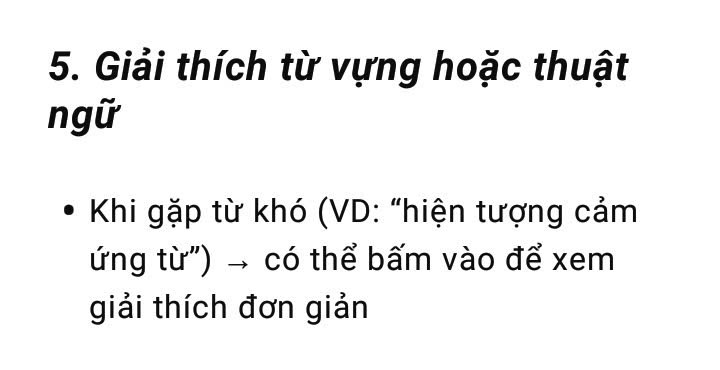 5. Giải thích từ vựng hoặc thuật
ngữ
• Khi gặp từ khó (VD: “hiện tượng cảm
ứng từ”) → có thể bấm vào để xem
giải thích đơn giản